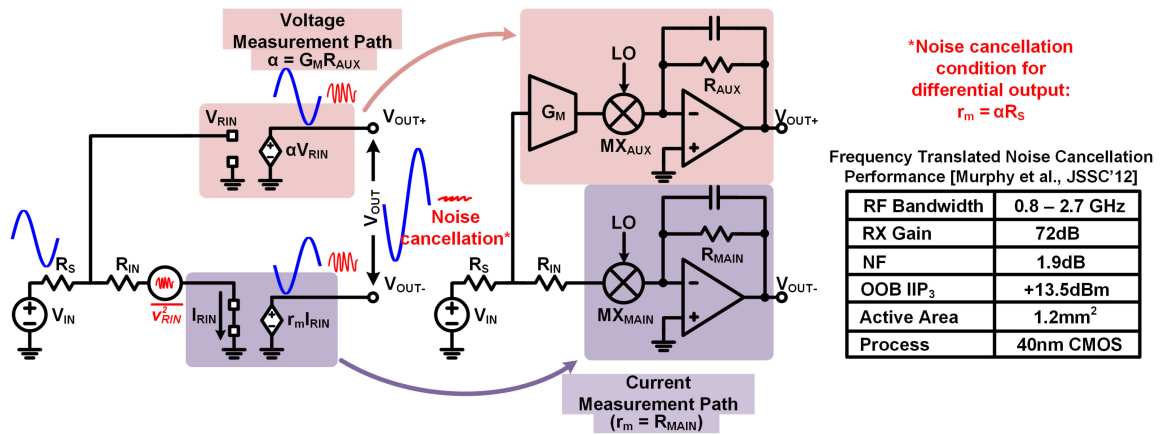 Voltage
Measurement Path
α = GMRAUX
VRIN
αVRIN
VOUT+
VOUT
Noise
cancellation*
VOUT-
RS
RIN
VIN
v²RIN
IRIN
rmIRIN
LO
GM
MXAUX
RAUX
VOUT+
LO
RS
RIN
VIN
MXMAIN
RMAIN
VOUT-
Current
Measurement Path
(rm = RMAIN)
*Noise cancellation
condition for
differential output:
rm = αRS
Frequency Translated Noise Cancellation
Performance [Murphy et al., JSSC'12]
RF Bandwidth 0.8 – 2.7 GHz
RX Gain 72dB
NF 1.9dB
OOB IIP3 +13.5dBm
Active Area 1.2mm2
Process 40nm CMOS